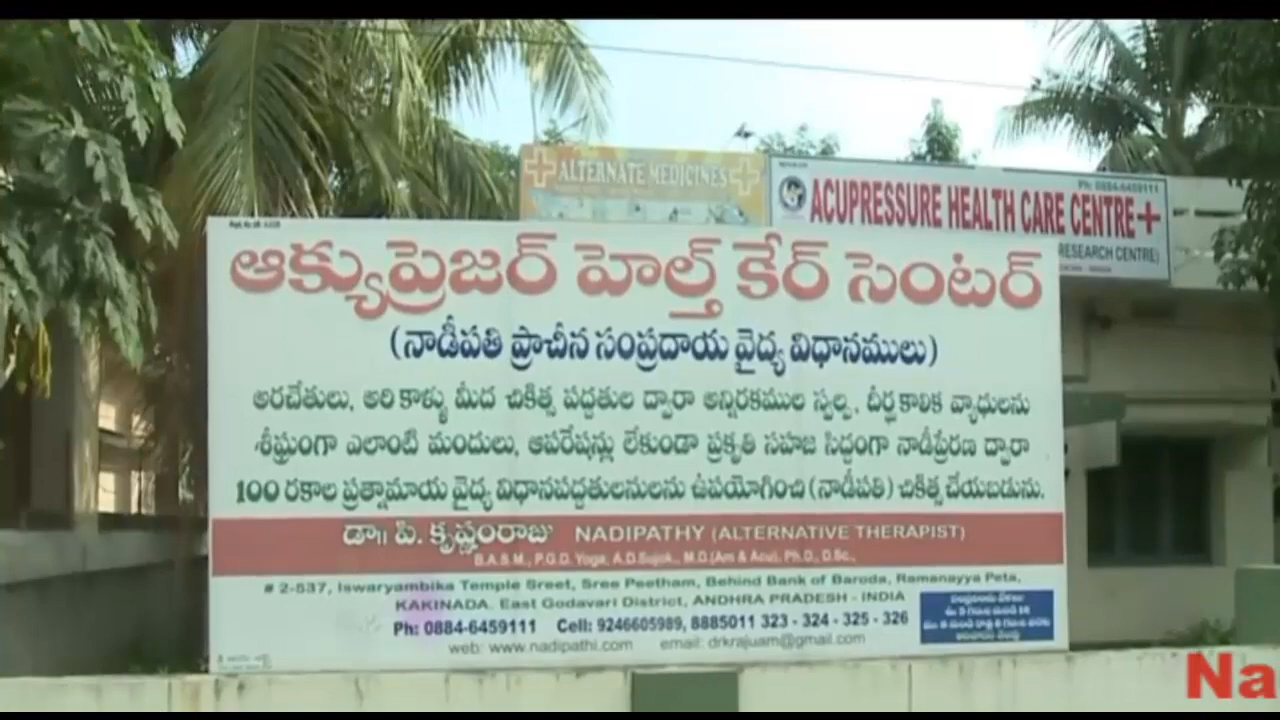 ALTERNATE MEDICINES
Ph: 0884-6459111
ACUPRESSURE HEALTH CARE CENTRE+
RESEARCH CENTRE)
ఆక్యుప్రెజర్ హెల్త్ కేర్ సెంటర్
(నాడీపతి ప్రాచీన సంప్రదాయ వైద్య విధానములు)
అరచేతులు, అరి కాళ్ళు మీద చికిత్స పద్దతుల ద్వారా అన్నిరకముల స్వల్ప, దీర్ఘ కాలిక వ్యాధులను
శీఘ్రంగా ఎలాంటి మందులు, ఆపరేషన్లు లేకుండా ప్రకృతి సహజ సిద్దంగా నాడీప్రేరణ ద్వారా
100 రకాల ప్రత్నామాయ వైద్య విధానపద్దతులనులను ఉపయోగించి (నాడీపతి) చికిత్స చేయబడును.
డా॥ పి. కృష్ణంరాజు NADIPATHY (ALTERNATIVE THERAPIST)
B.A.S.M., P.G.D. Yoga, A.D.Sujok., M.D.(Am & Acu), Ph.D., D.Sc.,
# 2-537, Iswaryambika Temple Sreet, Sree Peetham, Behind Bank of Baroda, Ramanayya Peta,
KAKINADA. East Godavari District, ANDHRA PRADESH - INDIA
Ph: 0884-6459111 Cell: 9246605989, 8885011 323 - 324 - 325 - 326
web: www.nadipathi.com email: drkrajuam@gmail.com
Na